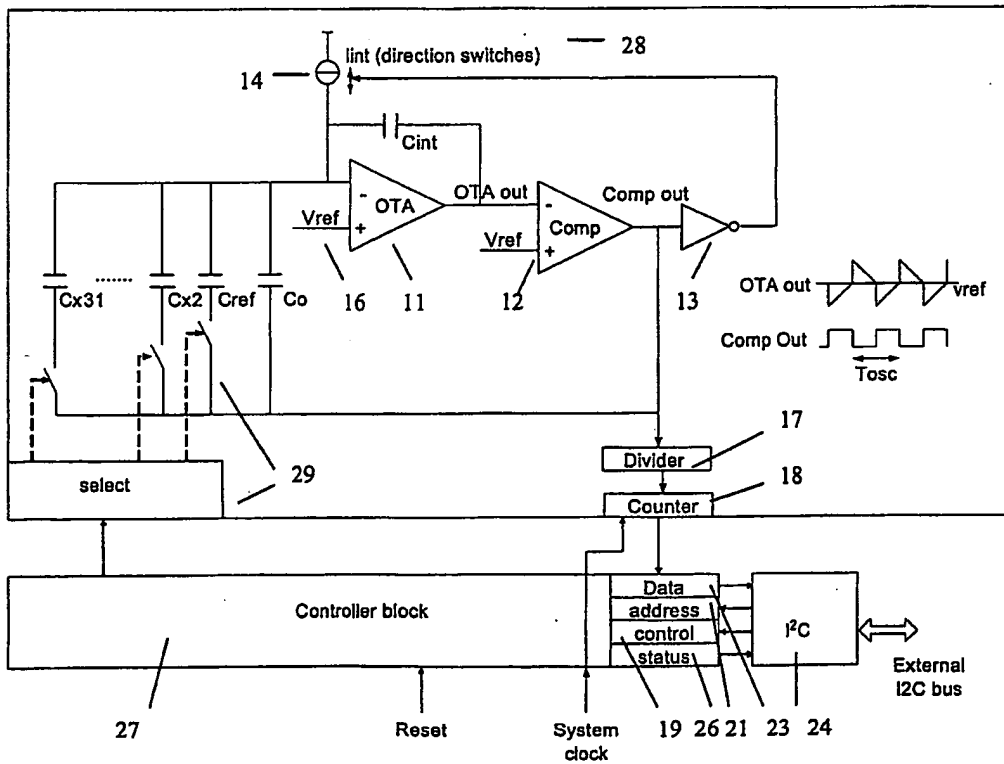 28
Iint (direction switches)
14
Cint
OTA out
Comp out
-
OTA
Vref
+
-
Comp
Vref
+
Cx31
........
Cx2
Cref
Co
16
11
12
13
OTA out
vref
Comp Out
Tosc
17
Divider
18
select
29
Counter
Controller block
Data
address
control
status
I²C
External
I2C bus
27
Reset
System
clock
19
26
21
23
24